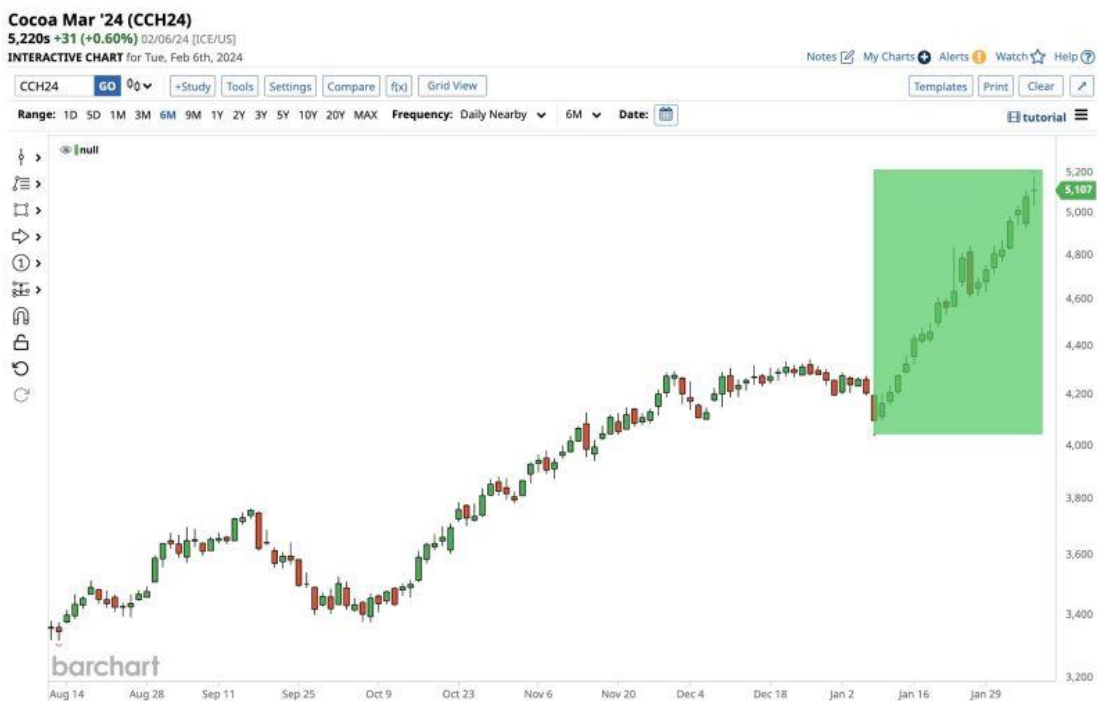 Cocoa Mar '24 (CCH24)
5,220s +31 (+0.60%) 02/06/24 [ICE/US]
INTERACTIVE CHART for Tue, Feb 6th, 2024
Notes My Charts Alerts Watch Help
CCH24 GO +Study Tools Settings Compare f(x) Grid View Templates Print Clear
Range: 1D 5D 1M 3M 6M 9M 1Y 2Y 3Y 5Y 10Y 20Y MAX Frequency: Daily Nearby 6M Date: tutorial
null
5,200
5,107
5,000
4,800
4,600
4,400
4,200
4,000
3,800
3,600
3,400
3,200
barchart
Aug 14 Aug 28 Sep 11 Sep 25 Oct 9 Oct 23 Nov 6 Nov 20 Dec 4 Dec 18 Jan 2 Jan 16 Jan 29